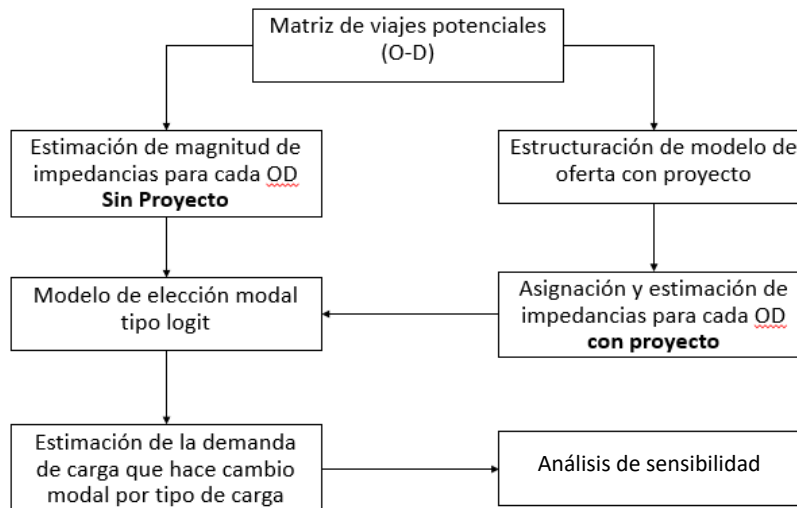 Matriz de viajes potenciales
(O-D)
Estimación de magnitud de
impedancias para cada OD
Sin Proyecto
Estructuración de modelo de
oferta con proyecto
Modelo de elección modal
tipo logit
Asignación y estimación de
impedancias para cada OD
con proyecto
Estimación de la demanda
de carga que hace cambio
modal por tipo de carga
Análisis de sensibilidad